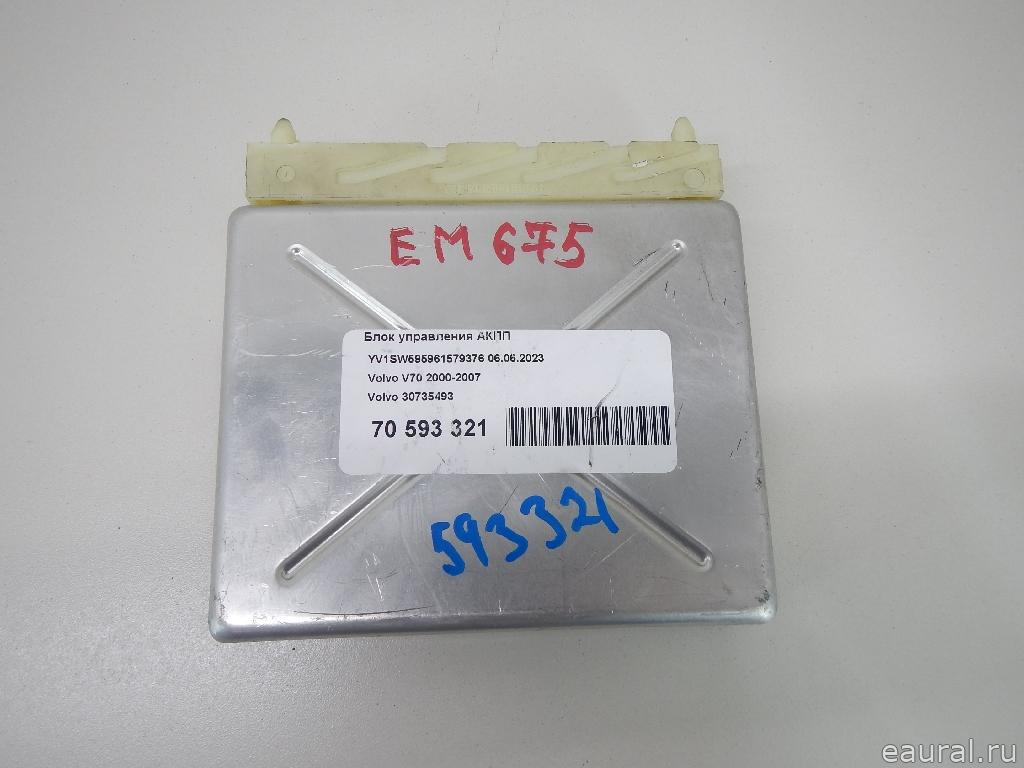 EM 675
Блок управления АКПП
YV1SW595961579376 06.06.2023
Volvo V70 2000-2007
Volvo 30735493
70 593 321
593321
eaural.ru